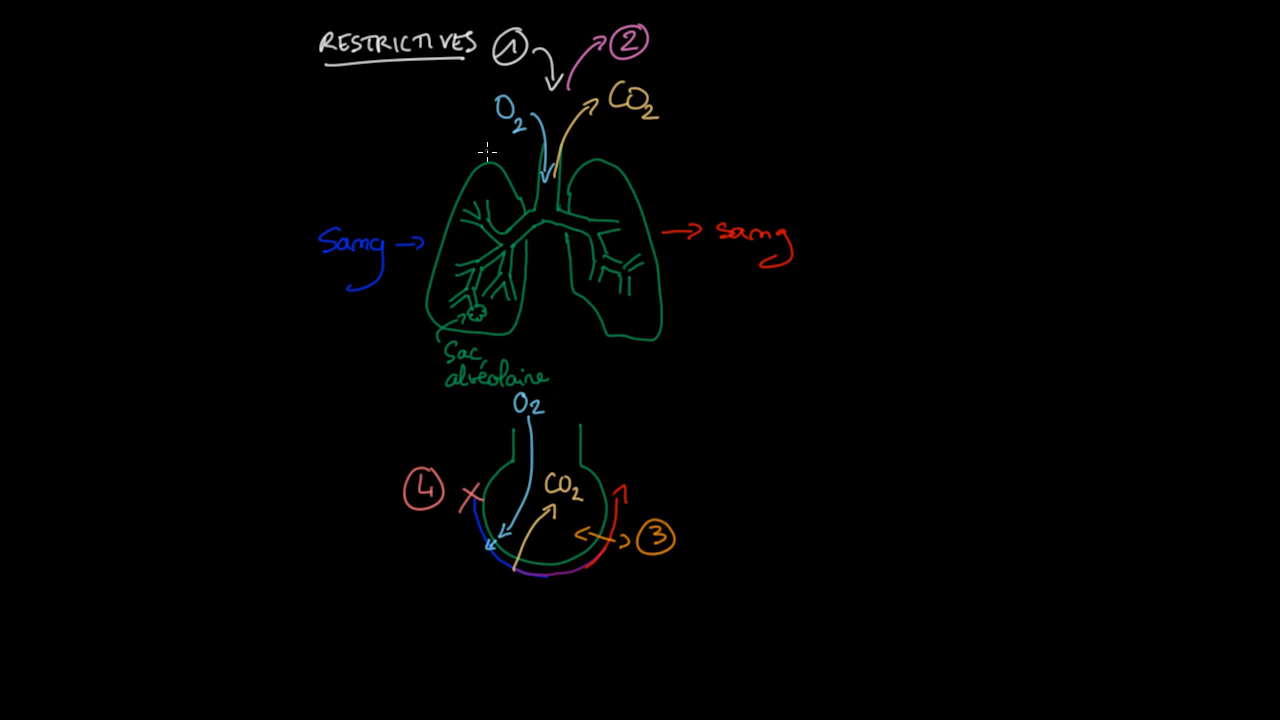 RESTRICTIVES 1 2
O2 CO2
Sang sang
Sac
alvéolaire
O2
4 CO2
3